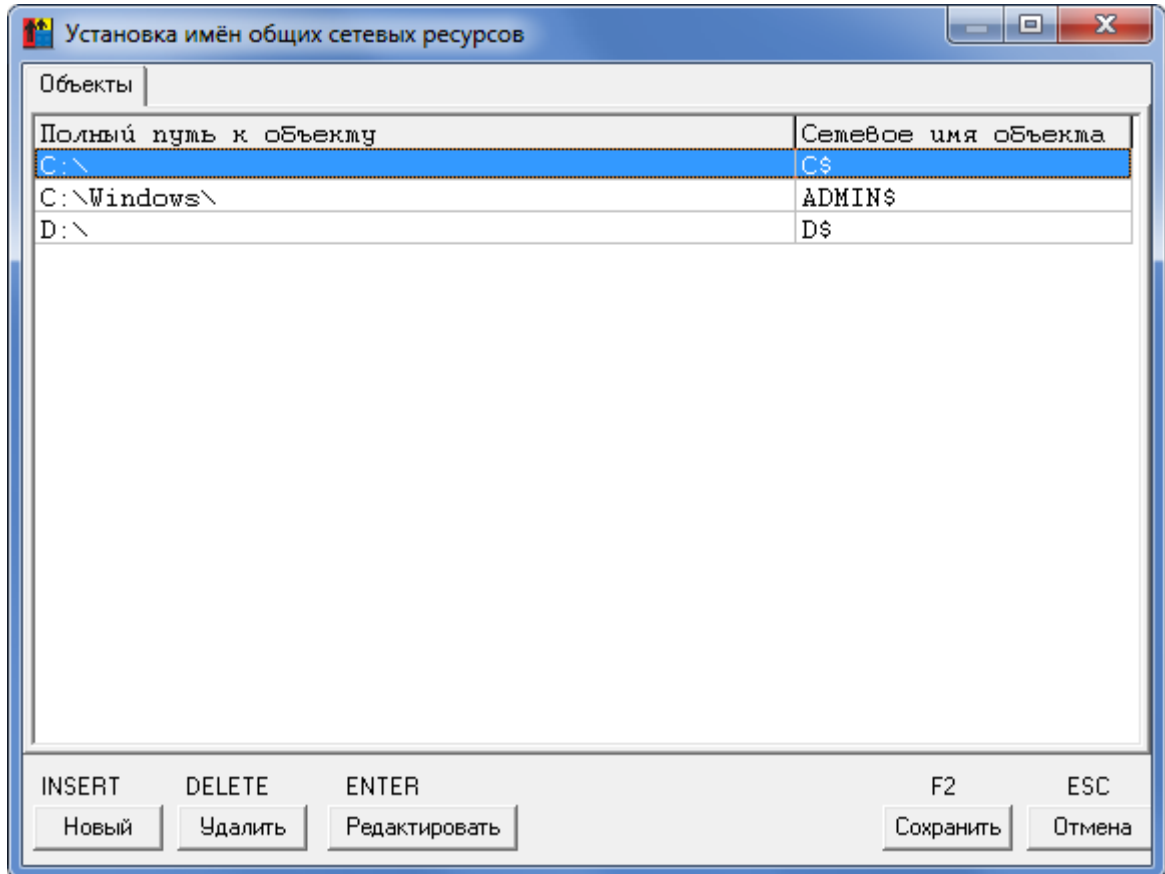 Установка имён общих сетевых ресурсов
Объекты
Полный путь к объекту Сетевое имя объекта
C:\ C$
C:\Windows\ ADMIN$
D:\ D$
INSERT DELETE ENTER F2 ESC
Новый Удалить Редактировать Сохранить Отмена